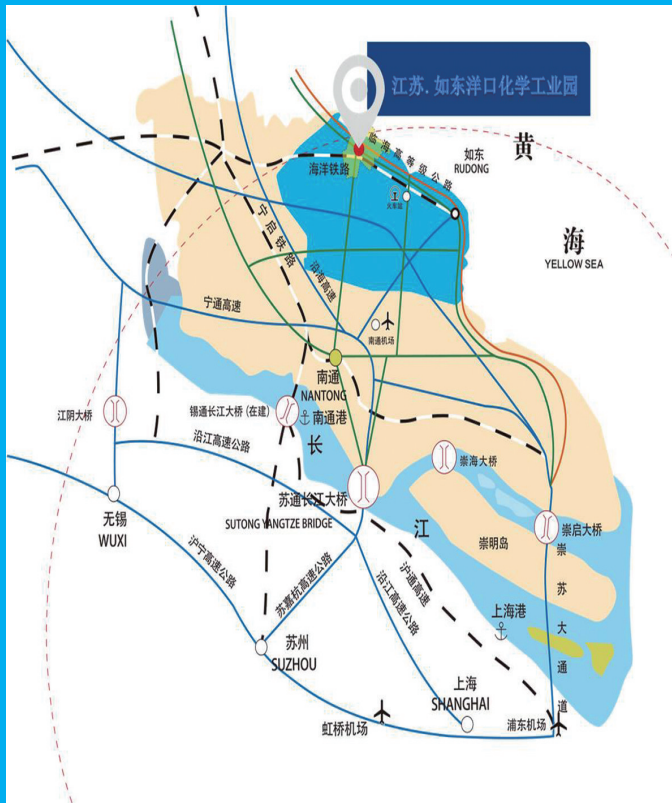 江苏.如东洋口化学工业园
临海高等级公路
如东
RUDONG
黄
海
YELLOW SEA
海洋铁路
火车站
宁启铁路
沿海高速
宁通高速
南通机场
南通
NANTONG
江阴大桥
锡通长江大桥(在建)
南通港
沿江高速公路
长
江
崇海大桥
苏通长江大桥
SUTONG YANGTZE BRIDGE
无锡
WUXI
崇启大桥
崇明岛
沪宁高速公路
苏嘉杭高速公路
沿江高速公路
沪通高速
崇苏大通道
上海港
苏州
SUZHOU
上海
SHANGHAI
虹桥机场
浦东机场